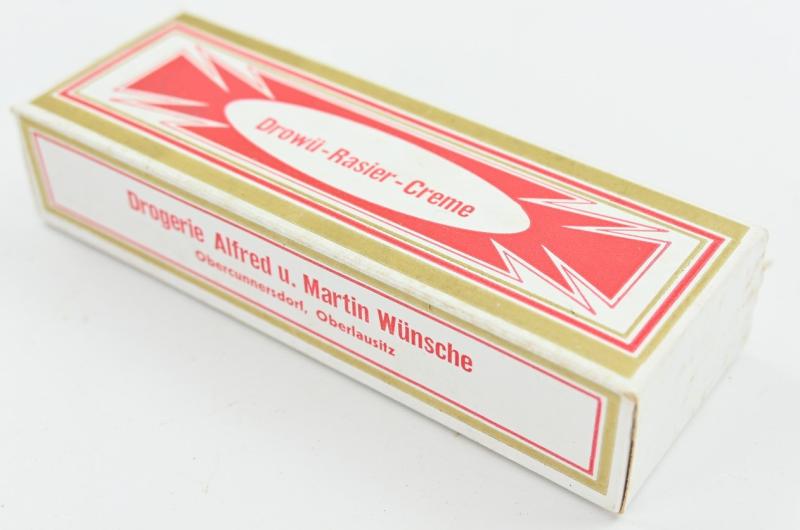 Drowü-Rasier-Creme
Drogerie Alfred u. Martin Wünsche
Obercunnersdorf, Oberlausitz